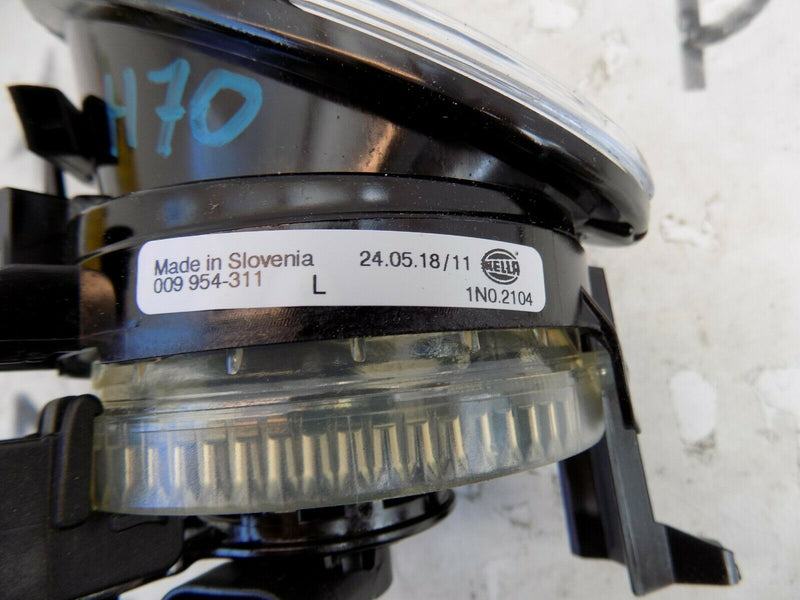 H70
Made in Slovenia
009 954-311
L
24.05.18/11
HELLA
1N0.2104